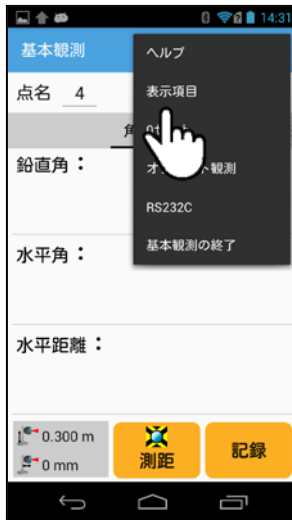 14:31
基本観測
ヘルプ
点名 4
表示項目
鉛直角：
観測
RS232C
水平角：
基本観測の終了
水平距離：
0.300 m
0 mm
測距
記録